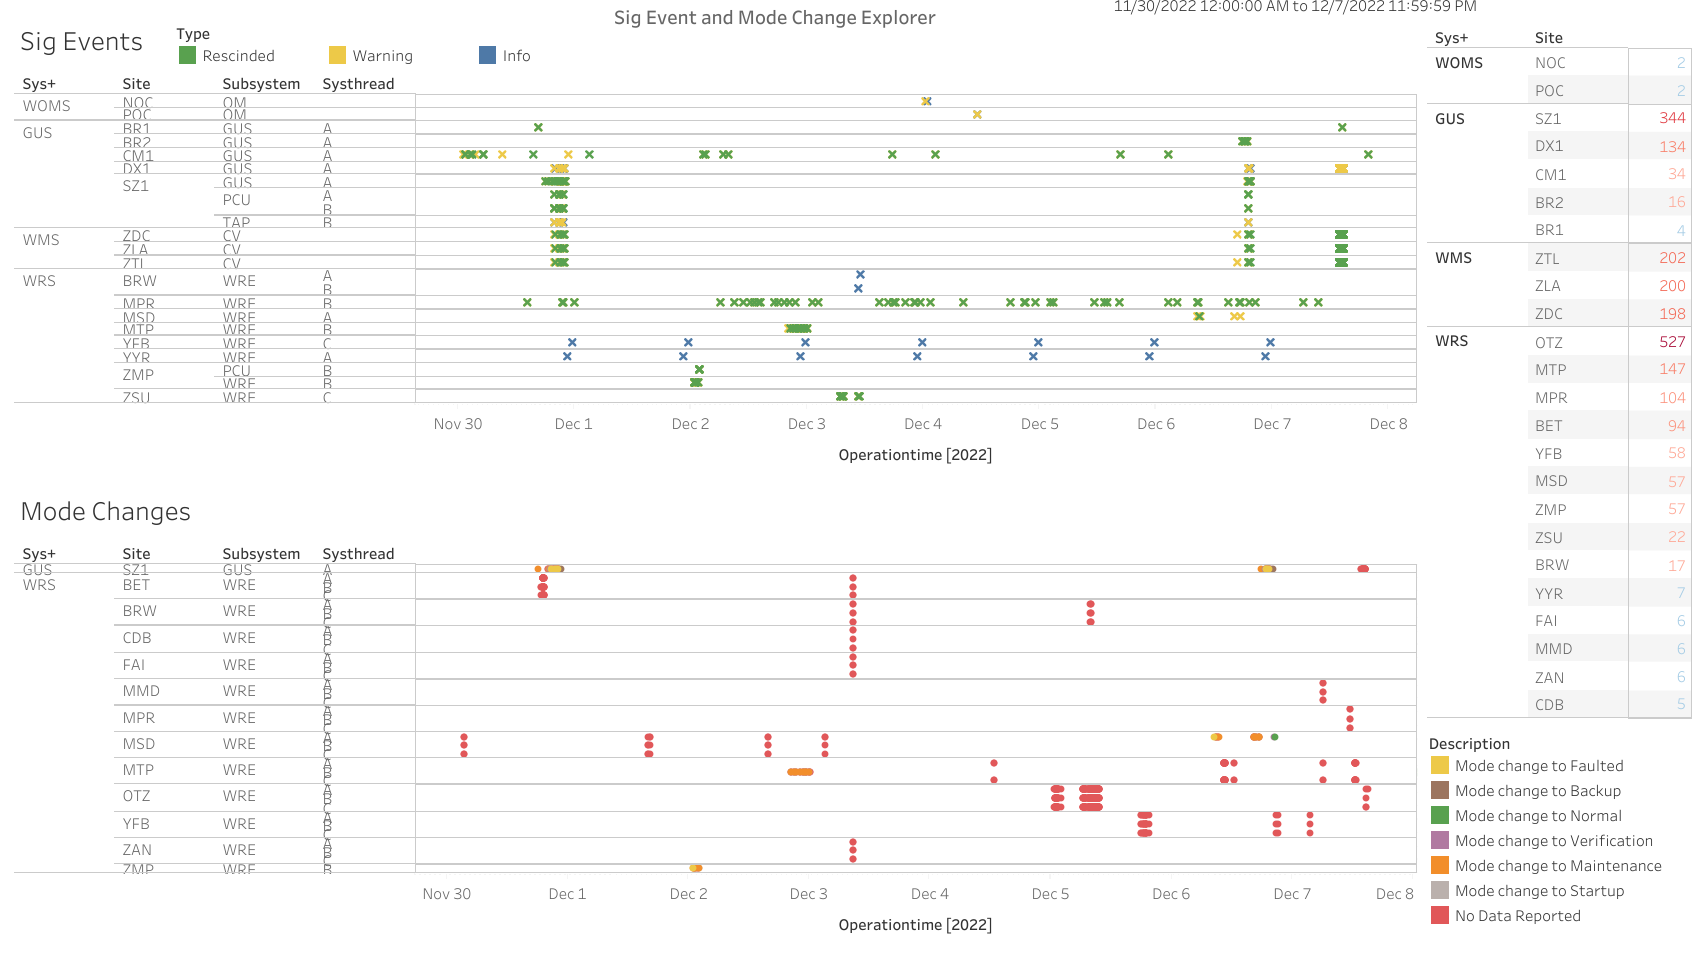 Sig Event and Mode Change Explorer
11/30/2022 12:00:00 AM to 12/7/2022 11:59:59 PM
Sig Events
Type
Rescinded Warning Info
Sys+ Site Subsystem Systhread
WOMS NOC OM
POC OM
GUS BR1 GUS A
BR2 GUS A
CM1 GUS A
DX1 GUS A
SZ1 GUS A
PCU A
B
TAP B
WMS ZDC CV
ZLA CV
ZTL CV
WRS BRW WRE A
B
MPR WRE B
MSD WRE A
MTP WRE B
YFB WRE C
YYR WRE A
ZMP PCU B
WRE B
ZSU WRE C
Nov 30 Dec 1 Dec 2 Dec 3 Dec 4 Dec 5 Dec 6 Dec 7 Dec 8
Operationtime [2022]
Mode Changes
Sys+ Site Subsystem Systhread
GUS SZ1 GUS A
WRS BET WRE A B C
BRW WRE A B C
CDB WRE A B C
FAI WRE A B C
MMD WRE A B C
MPR WRE A B C
MSD WRE A B C
MTP WRE A B C
OTZ WRE A B C
YFB WRE A B C
ZAN WRE A B C
ZMP WRE B
Nov 30 Dec 1 Dec 2 Dec 3 Dec 4 Dec 5 Dec 6 Dec 7 Dec 8
Operationtime [2022]
Sys+ Site
WOMS NOC 2
POC 2
GUS SZ1 344
DX1 134
CM1 34
BR2 16
BR1 4
WMS ZTL 202
ZLA 200
ZDC 198
WRS OTZ 527
MTP 147
MPR 104
BET 94
YFB 58
MSD 57
ZMP 57
ZSU 22
BRW 17
YYR 7
FAI 6
MMD 6
ZAN 6
CDB 5
Description
Mode change to Faulted
Mode change to Backup
Mode change to Normal
Mode change to Verification
Mode change to Maintenance
Mode change to Startup
No Data Reported